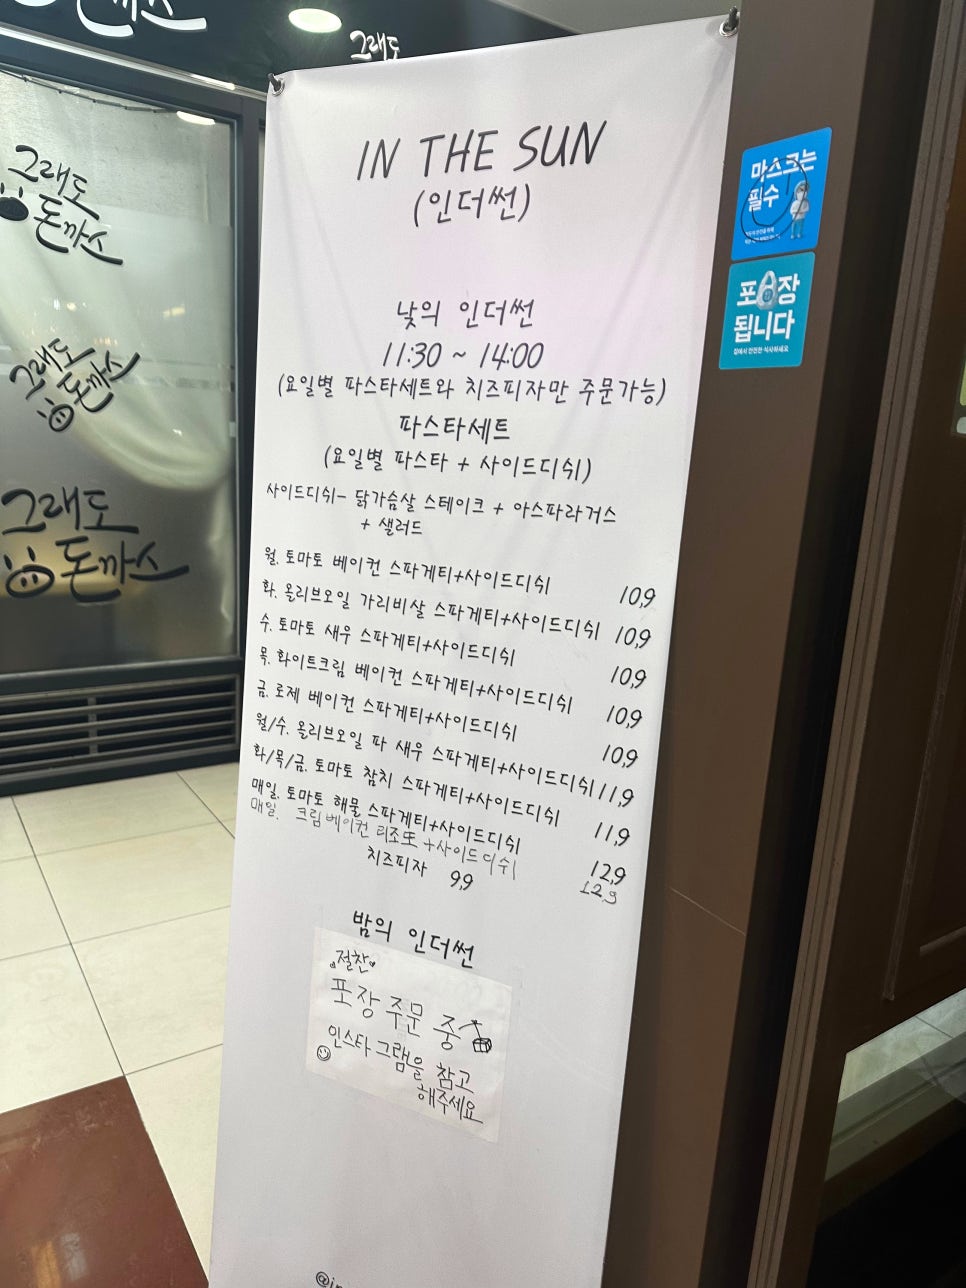 그래도
IN THE SUN
(인더썬)
낮의 인더썬
11:30 ~ 14:00
(요일별 파스타세트와 치즈피자만 주문가능)
파스타세트
(요일별 파스타 + 사이드디쉬)
사이드디쉬- 닭가슴살 스테이크 + 아스파라거스
+ 샐러드
월. 토마토 베이컨 스파게티+사이드디쉬 10,9
화. 올리브오일 가리비살 스파게티+사이드디쉬 10,9
수. 토마토 새우 스파게티+사이드디쉬 10,9
목. 화이트크림 베이컨 스파게티+사이드디쉬 10,9
금. 로제 베이컨 스파게티+사이드디쉬 10,9
월/수. 올리브오일 파 새우 스파게티+사이드디쉬 11,9
화/목/금. 토마토 참치 스파게티+사이드디쉬 11,9
매일. 토마토 해물 스파게티+사이드디쉬 12,9
매일. 크림베이컨 리조또 +사이드디쉬 12,9
치즈피자 9,9
밤의 인더썬
절찬
포장 주문 중
인스타그램을 참고
해주세요
그래도
돈까스
그래도
돈까스
그래도
돈까스
마스크는
필수
포장
됩니다
집에서 안전한 식사하세요